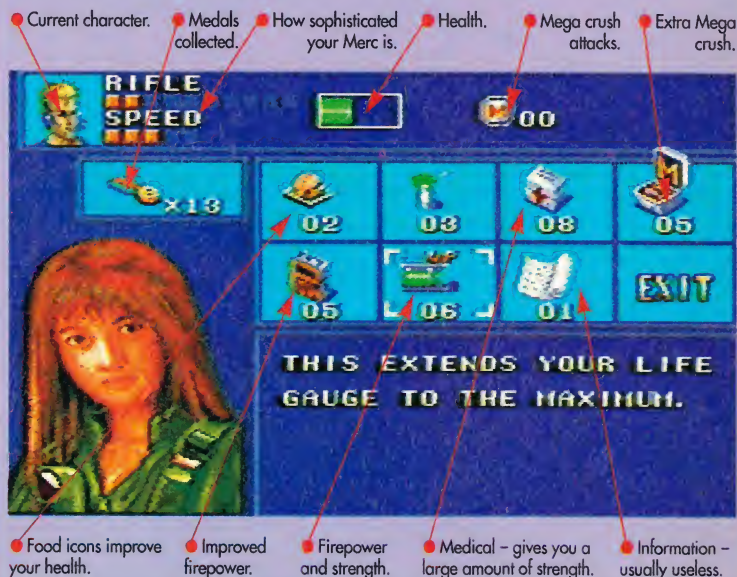 Current character.
Medals
collected.
How sophisticated
your Merc is.
Health.
Mega crush
attacks.
Extra Mega
crush.
RIFLE
SPEED
00
x13
02
03
08
05
05
06
01
EXIT
THIS EXTENDS YOUR LIFE
GAUGE TO THE MAXIMUM.
Food icons improve
your health.
Improved
firepower.
Firepower
and strength.
Medical – gives you a
large amount of strength.
Information –
usually useless.